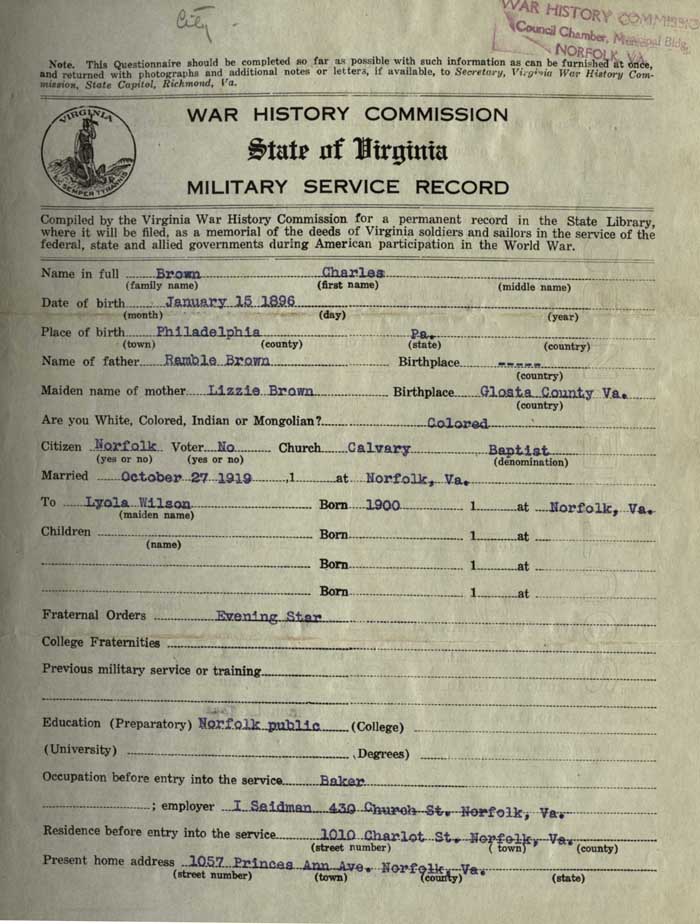 City
WAR HISTORY COMMISSION
Council Chamber, Municipal Bldg.
NORFOLK, VA.
Note. This Questionnaire should be completed so far as possible with such information as can be furnished at once,
and returned with photographs and additional notes or letters, if available, to Secretary, Virginia War History Com-
mission, State Capitol, Richmond, Va.
VIRGINIA
SIC SEMPER TYRANNIS
WAR HISTORY COMMISSION
State of Virginia
MILITARY SERVICE RECORD
Compiled by the Virginia War History Commission for a permanent record in the State Library,
where it will be filed, as a memorial of the deeds of Virginia soldiers and sailors in the service of the
federal, state and allied governments during American participation in the World War.
Name in full Brown Charles
(family name) (first name) (middle name)
Date of birth January 15 1896
(month) (day) (year)
Place of birth Philadelphia Pa.
(town) (county) (state) (country)
Name of father Ramble Brown Birthplace -----
(country)
Maiden name of mother Lizzie Brown Birthplace Glosta County Va.
(country)
Are you White, Colored, Indian or Mongolian? Colored
Citizen Norfolk Voter No Church Calvary Baptist
(yes or no) (yes or no) (denomination)
Married October 27 1919 ,1 at Norfolk, Va.
To Lyola Wilson Born 1900 1 at Norfolk, Va.
(maiden name)
Children Born 1 at
(name)
Born 1 at
Born 1 at
Fraternal Orders Evening Star
College Fraternities
Previous military service or training
Education (Preparatory) Norfolk public (College)
(University) , Degrees)
Occupation before entry into the service Baker
; employer I Seidman 430 Church St. Norfolk, Va.
Residence before entry into the service 1010 Charlot St. Norfolk, Va.
(street number) (town) (county)
Present home address 1057 Princes Ann Ave. Norfolk, Va.
(street number) (town) (county) (state)